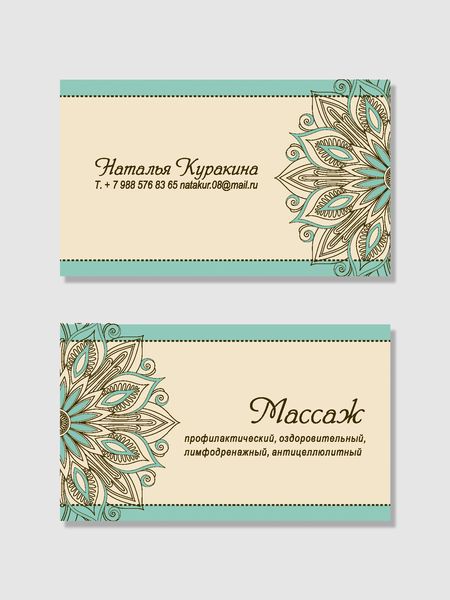 Наталья Куракина
Т. + 7 988 576 83 65 natakur.08@mail.ru
Массаж
профилактический, оздоровительный,
лимфодренажный, антицеллюлитный